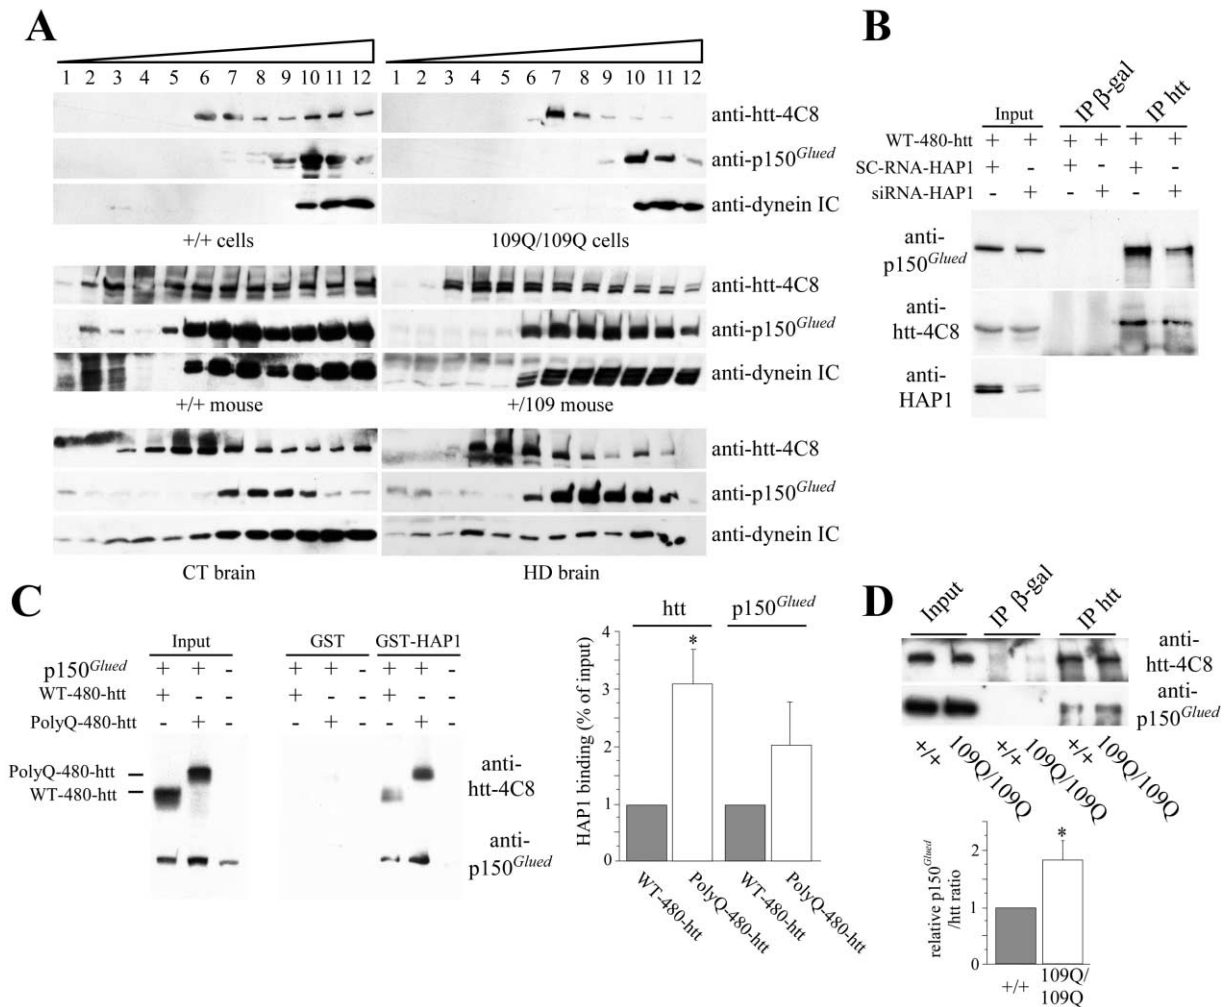 A
1 2 3 4 5 6 7 8 9 10 11 12
1 2 3 4 5 6 7 8 9 10 11 12
anti-htt-4C8
anti-p150Glued
anti-dynein IC
+/+ cells
109Q/109Q cells
anti-htt-4C8
anti-p150Glued
anti-dynein IC
+/+ mouse
+/109 mouse
anti-htt-4C8
anti-p150Glued
anti-dynein IC
CT brain
HD brain
B
Input
IP β-gal
IP htt
WT-480-htt + + + + + +
SC-RNA-HAP1 + - + - + -
siRNA-HAP1 - + - + - +
anti-
p150Glued
anti-
htt-4C8
anti-
HAP1
C
Input
GST
GST-HAP1
p150Glued + + - + + - + + -
WT-480-htt + - - + - - + - -
PolyQ-480-htt - + - - + - - + -
PolyQ-480-htt
WT-480-htt
anti-
htt-4C8
anti-
p150Glued
htt
p150Glued
HAP1 binding (% of input)
4
3
2
1
0
*
WT-480-htt
PolyQ-480-htt
WT-480-htt
PolyQ-480-htt
D
Input
IP β-gal
IP htt
anti-
htt-4C8
anti-
p150Glued
+/+
109Q/109Q
+/+
109Q/109Q
+/+
109Q/109Q
relative p150Glued
/htt ratio
2
1
0
*
+/+
109Q/
109Q